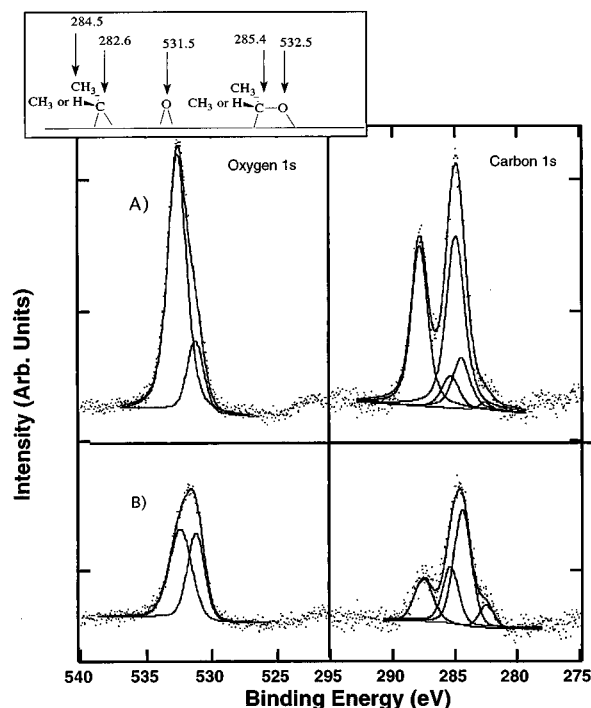 284.5
282.6
531.5
285.4
532.5
CH3
CH3
CH3 or H C
O
CH3 or H C O
Oxygen 1s
Carbon 1s
A)
B)
Intensity (Arb. Units)
540 535 530 525 290 285 280 275
Binding Energy (eV)